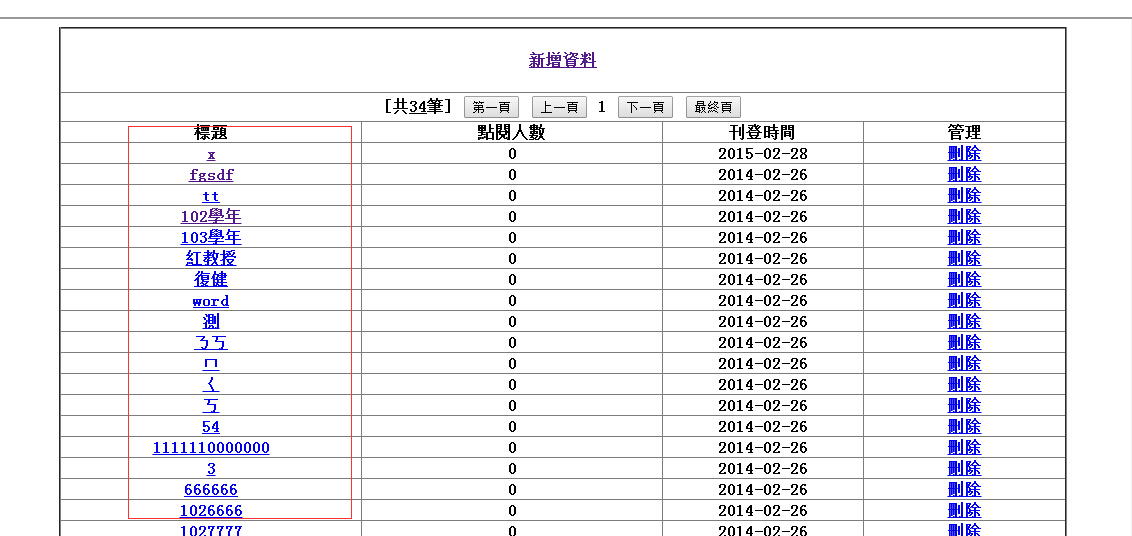 新增資料
[共34筆] 第一頁 上一頁 1 下一頁 最終頁
標題 點閱人數 刊登時間 管理
x 0 2015-02-28 刪除
fgsdf 0 2014-02-26 刪除
tt 0 2014-02-26 刪除
102學年 0 2014-02-26 刪除
103學年 0 2014-02-26 刪除
紅教授 0 2014-02-26 刪除
復健 0 2014-02-26 刪除
word 0 2014-02-26 刪除
測 0 2014-02-26 刪除
ㄋㄎ 0 2014-02-26 刪除
ㄇ 0 2014-02-26 刪除
ㄑ 0 2014-02-26 刪除
ㄎ 0 2014-02-26 刪除
54 0 2014-02-26 刪除
1111110000000 0 2014-02-26 刪除
3 0 2014-02-26 刪除
666666 0 2014-02-26 刪除
1026666 0 2014-02-26 刪除
1027777 0 2014-02-26 刪除